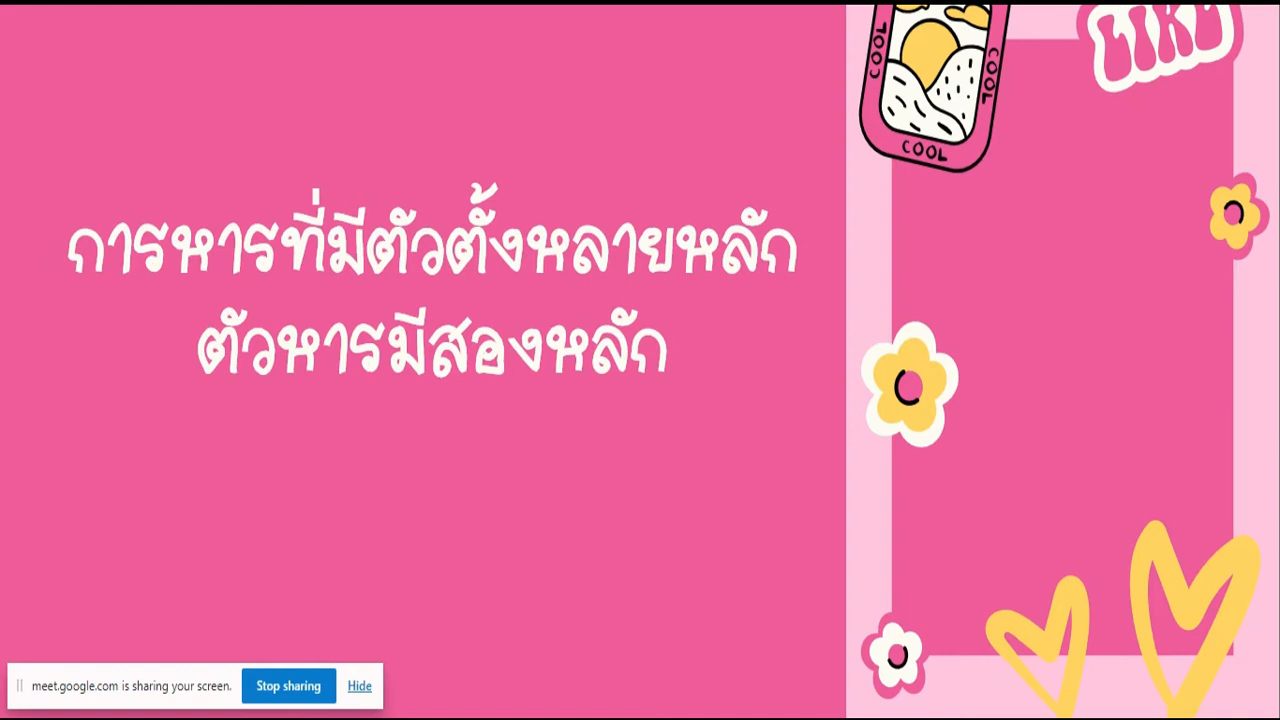 COOL
COOL
COOL
LIKE
การหารที่มีตัวตั้งหลายหลัก
ตัวหารมีสองหลัก
meet.google.com is sharing your screen.
Stop sharing
Hide